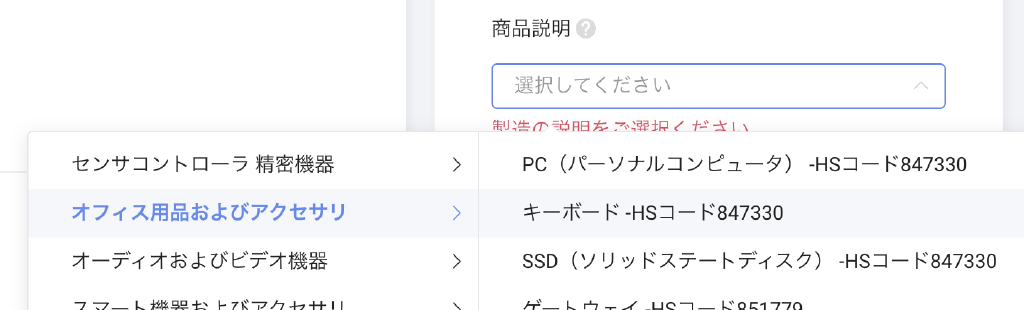 商品説明
選択してください
製造の説明をご選択ください
センサコントローラ 精密機器
PC（パーソナルコンピュータ） -HSコード847330
オフィス用品およびアクセサリ
キーボード -HSコード847330
オーディオおよびビデオ機器
SSD（ソリッドステートディスク） -HSコード847330
スマート機器およびアクセサリ
ゲートウェイ -HSコード851779